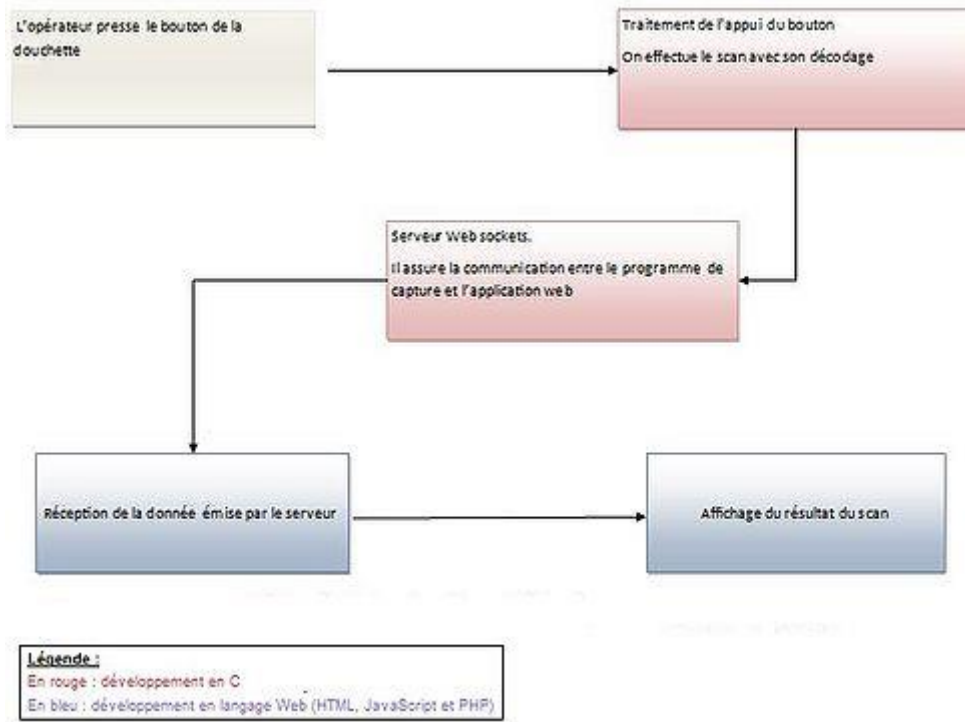 L'opérateur presse le bouton de la
douchette
Traitement de l'appui du bouton
On effectue le scan avec son décodage
Serveur Web sockets.
Il assure la communication entre le programme de
capture et l'application web
Réception de la donnée émise par le serveur
Affichage du résultat du scan
Légende :
En rouge : développement en C
En bleu : développement en langage Web (HTML, JavaScript et PHP)